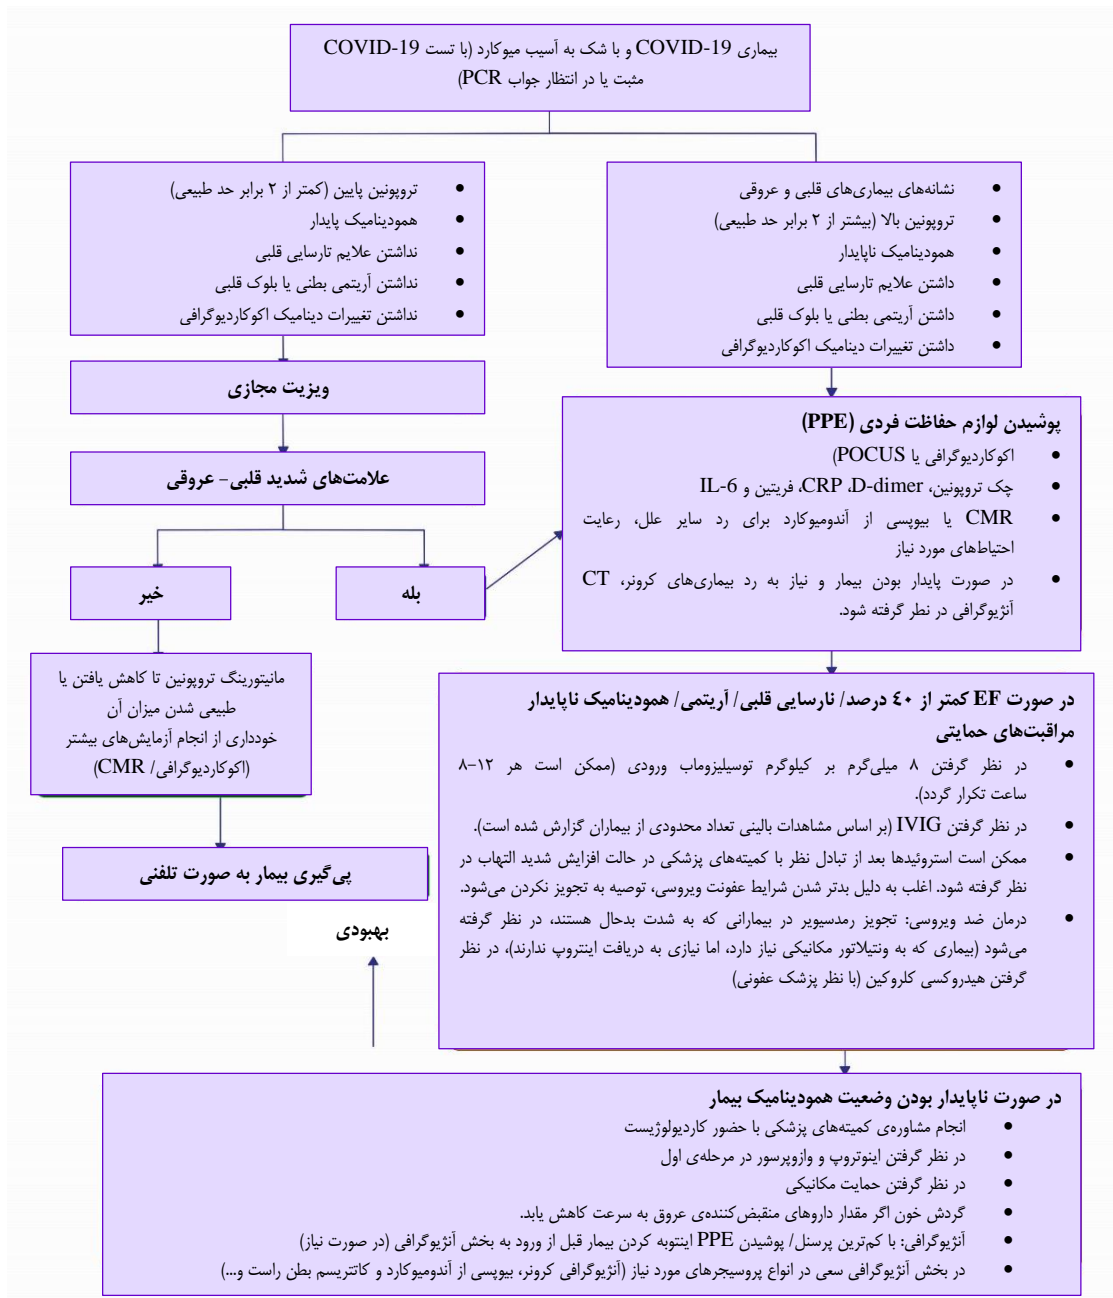 بیماری COVID-19 و با شک به آسیب میوکارد (با تست COVID-19
مثبت یا در انتظار جواب PCR)
نشانه‌های بیماری‌های قلبی و عروقی
تروپونین بالا (بیشتر از ۲ برابر حد طبیعی)
همودینامیک ناپایدار
داشتن علایم تارسایی قلبی
داشتن آریتمی بطنی یا بلوک قلبی
داشتن تغییرات دینامیک اکوکاردیوگرافی
تروپونین پایین (کمتر از ۲ برابر حد طبیعی)
همودینامیک پایدار
نداشتن علایم تارسایی قلبی
نداشتن آریتمی بطنی یا بلوک قلبی
نداشتن تغییرات دینامیک اکوکاردیوگرافی
ویزیت مجازی
علامت‌های شدید قلبی- عروقی
بله
خیر
مانیتورینگ تروپونین تا کاهش یافتن یا
طبیعی شدن میزان آن
خودداری از انجام آزمایش‌های بیشتر
(اکوکاردیوگرافی/ CMR)
پی‌گیری بیمار به صورت تلفنی
پوشیدن لوازم حفاظت فردی (PPE)
اکوکاردیوگرافی یا POCUS)
چک تروپونین، CRP ،D-dimer، فریتین و IL-6
CMR یا بیوپسی از آندومیوکارد برای رد سایر علل، رعایت
احتیاط‌های مورد نیاز
در صورت پایدار بودن بیمار و نیاز به رد بیماری‌های کرونر، CT
آنژیوگرافی در نطر گرفته شود.
در صورت EF کمتر از ٤٠ درصد/ نارسایی قلبی/ آریتمی/ همودینامیک ناپایدار
مراقبت‌های حمایتی
در نظر گرفتن ۸ میلی‌گرم بر کیلوگرم توسیلیزوماب ورودی (ممکن است هر ۱۲-۸
ساعت تکرار گردد).
در نظر گرفتن IVIG (بر اساس مشاهدات بالینی تعداد محدودی از بیماران گزارش شده است).
ممکن است استروئیدها بعد از تبادل نظر با کمیته‌های پزشکی در حالت افزایش شدید التهاب در
نظر گرفته شود. اغلب به دلیل بدتر شدن شرایط عفونت ویروسی، توصیه به تجویز نکردن می‌شود.
درمان ضد ویروسی: تجویز رمدسیویر در بیمارانی که به شدت بدحال هستند، در نظر گرفته
می‌شود (بیماری که به ونتیلاتور مکانیکی نیاز دارد، اما نیازی به دریافت اینتروپ ندارند)، در نظر
گرفتن هیدروکسی کلروکین (با نظر پزشک عفونی)
بهبودی
در صورت ناپایدار بودن وضعیت همودینامیک بیمار
انجام مشاوره‌ی کمیته‌های پزشکی با حضور کاردیولوژیست
در نظر گرفتن اینوتروپ و وازوپرسور در مرحله‌ی اول
در نظر گرفتن حمایت مکانیکی
گردش خون اگر مقدار داروهای منقبض‌کننده‌ی عروق به سرعت کاهش یابد.
آنژیوگرافی: با کم‌ترین پرسنل/ پوشیدن PPE اینتوبه کردن بیمار قبل از ورود به بخش آنژیوگرافی (در صورت نیاز)
در بخش آنژیوگرافی سعی در انواع پروسیجرهای مورد نیاز (آنژیوگرافی کرونر، بیوپسی از آندومیوکارد و کاتتریسم بطن راست و...)